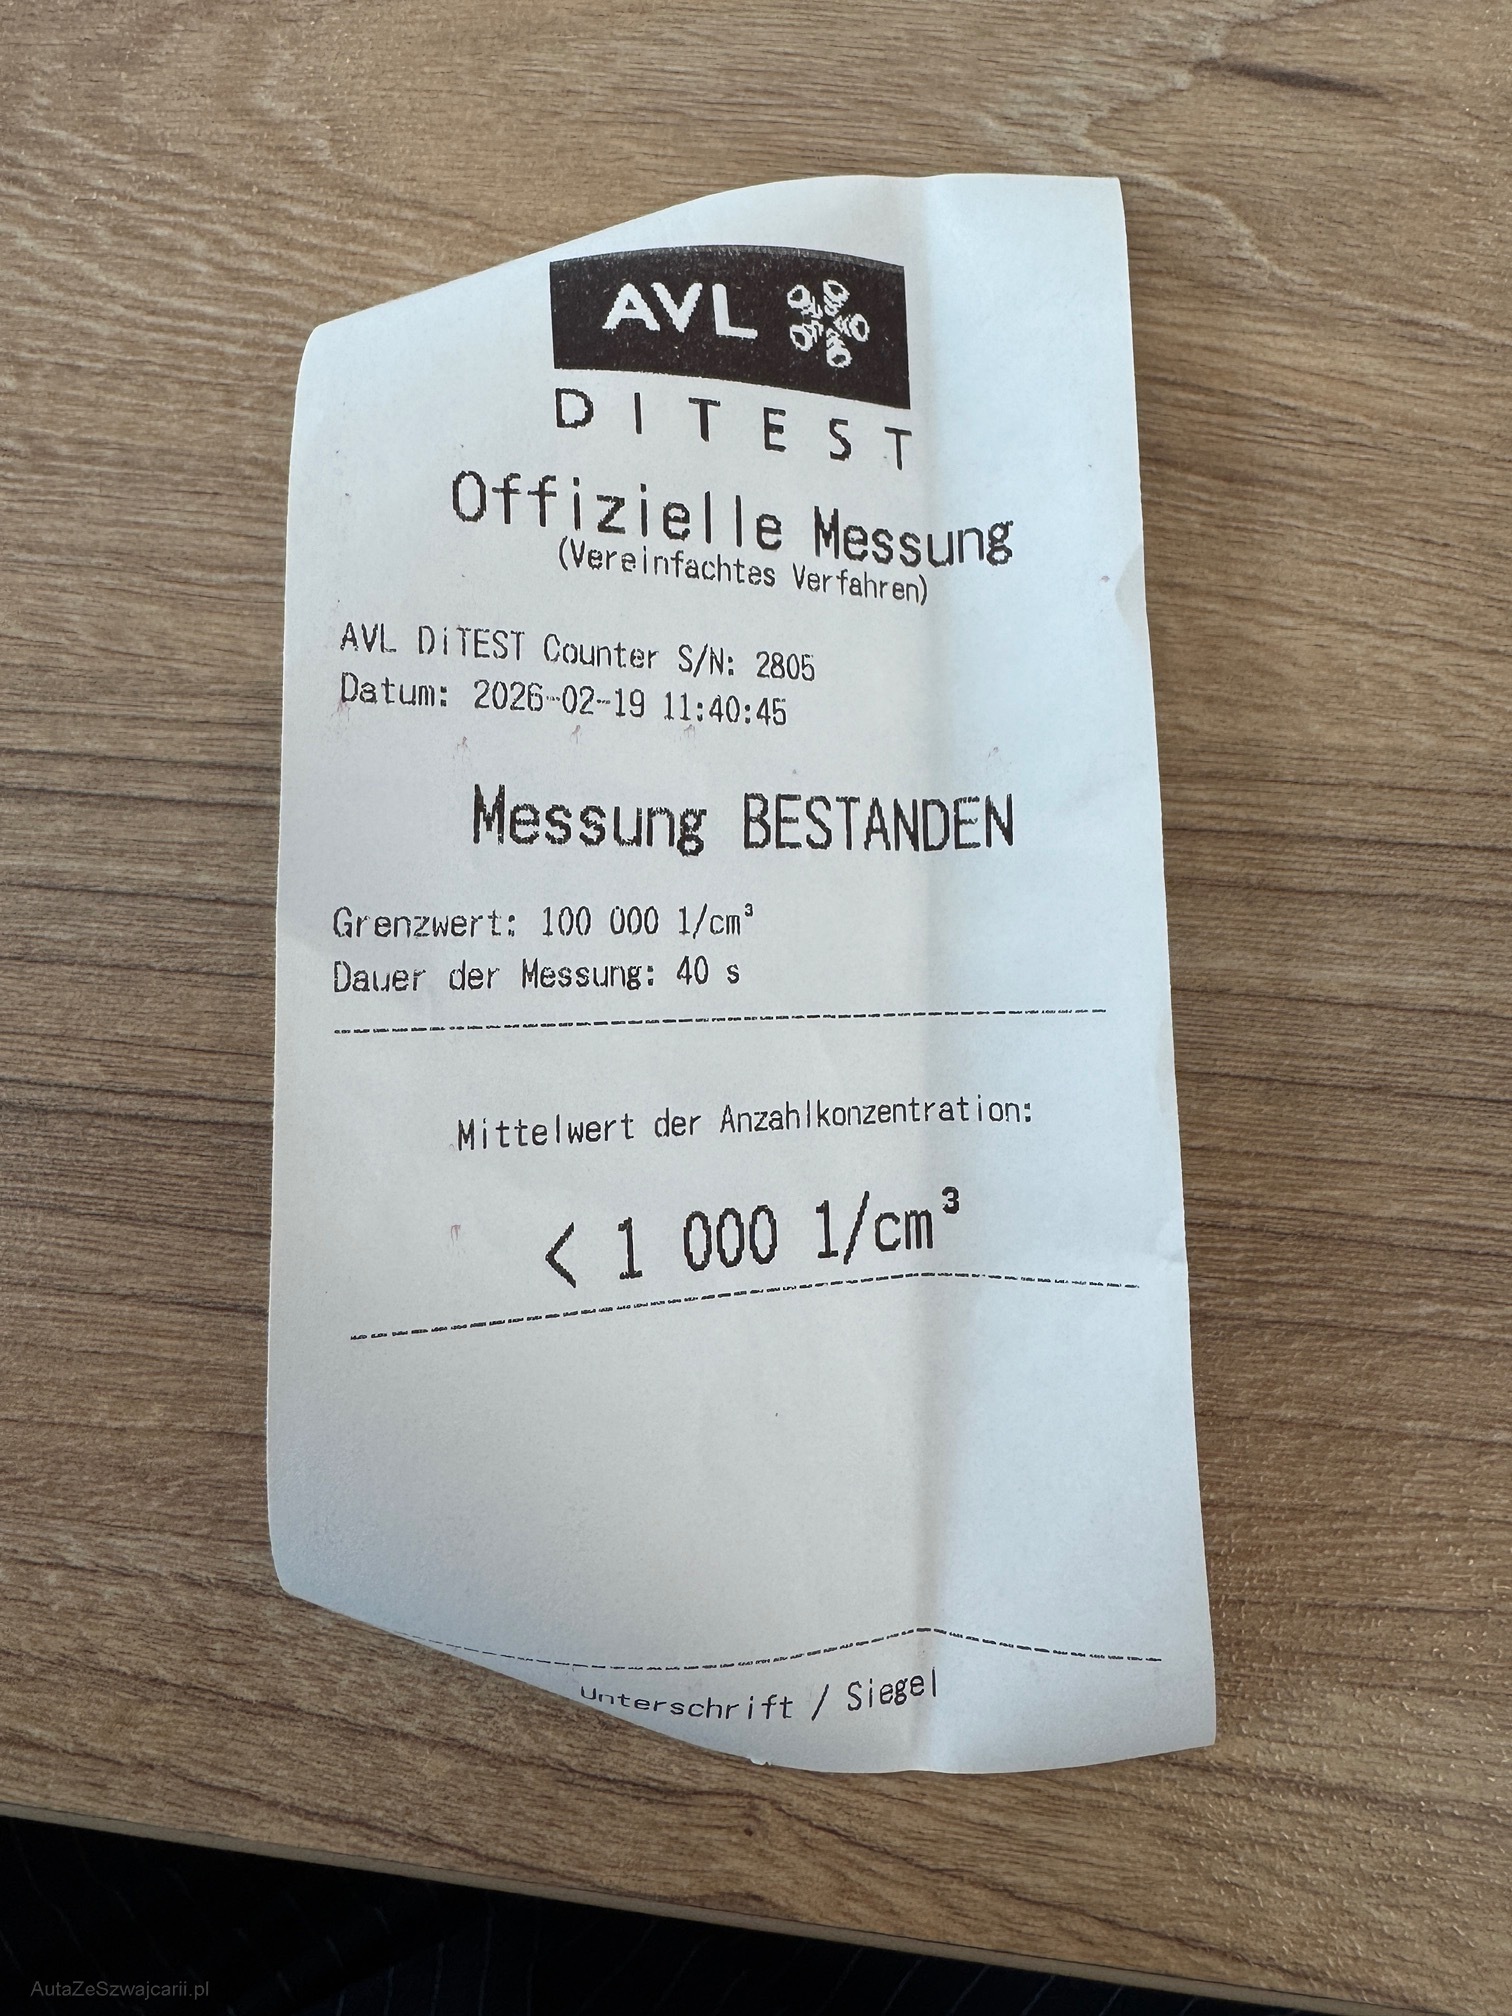 AVL
DITEST
Offizielle Messung
(Vereinfachtes Verfahren)
AVL DiTEST Counter S/N: 2805
Datum: 2026-02-19 11:40:45
Messung BESTANDEN
Grenzwert: 100 000 1/cm³
Dauer der Messung: 40 s
Mittelwert der Anzahlkonzentration:
< 1 000 1/cm³
Unterschrift / Siegel
AutaZeSzwajcarii.pl